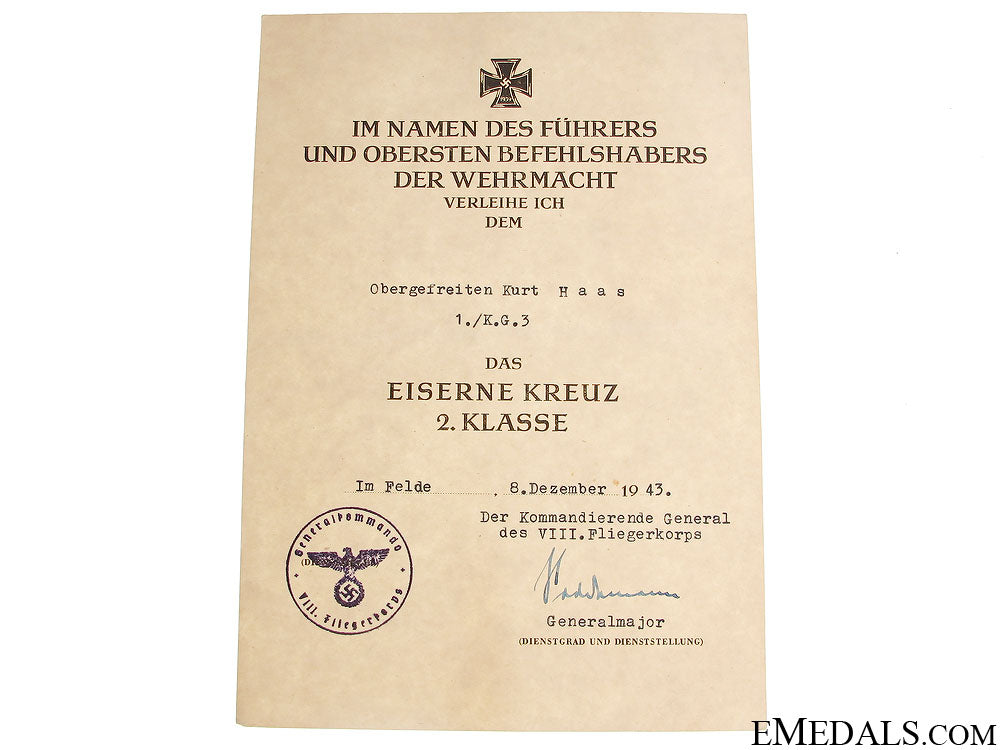 1939
IM NAMEN DES FÜHRERS
UND OBERSTEN BEFEHLSHABERS
DER WEHRMACHT
VERLEIHE ICH
DEM
Obergefreiten Kurt H a a s
1./K.G.3
DAS
EISERNE KREUZ
2. KLASSE
Im Felde , 8.Dezember 1943.
Der Kommandierende General
des VIII.Fliegerkorps
Generalkommando
VIII. Fliegerkorps
Generalmajor
(DIENSTGRAD UND DIENSTSTELLUNG)
EMEDALS.COM